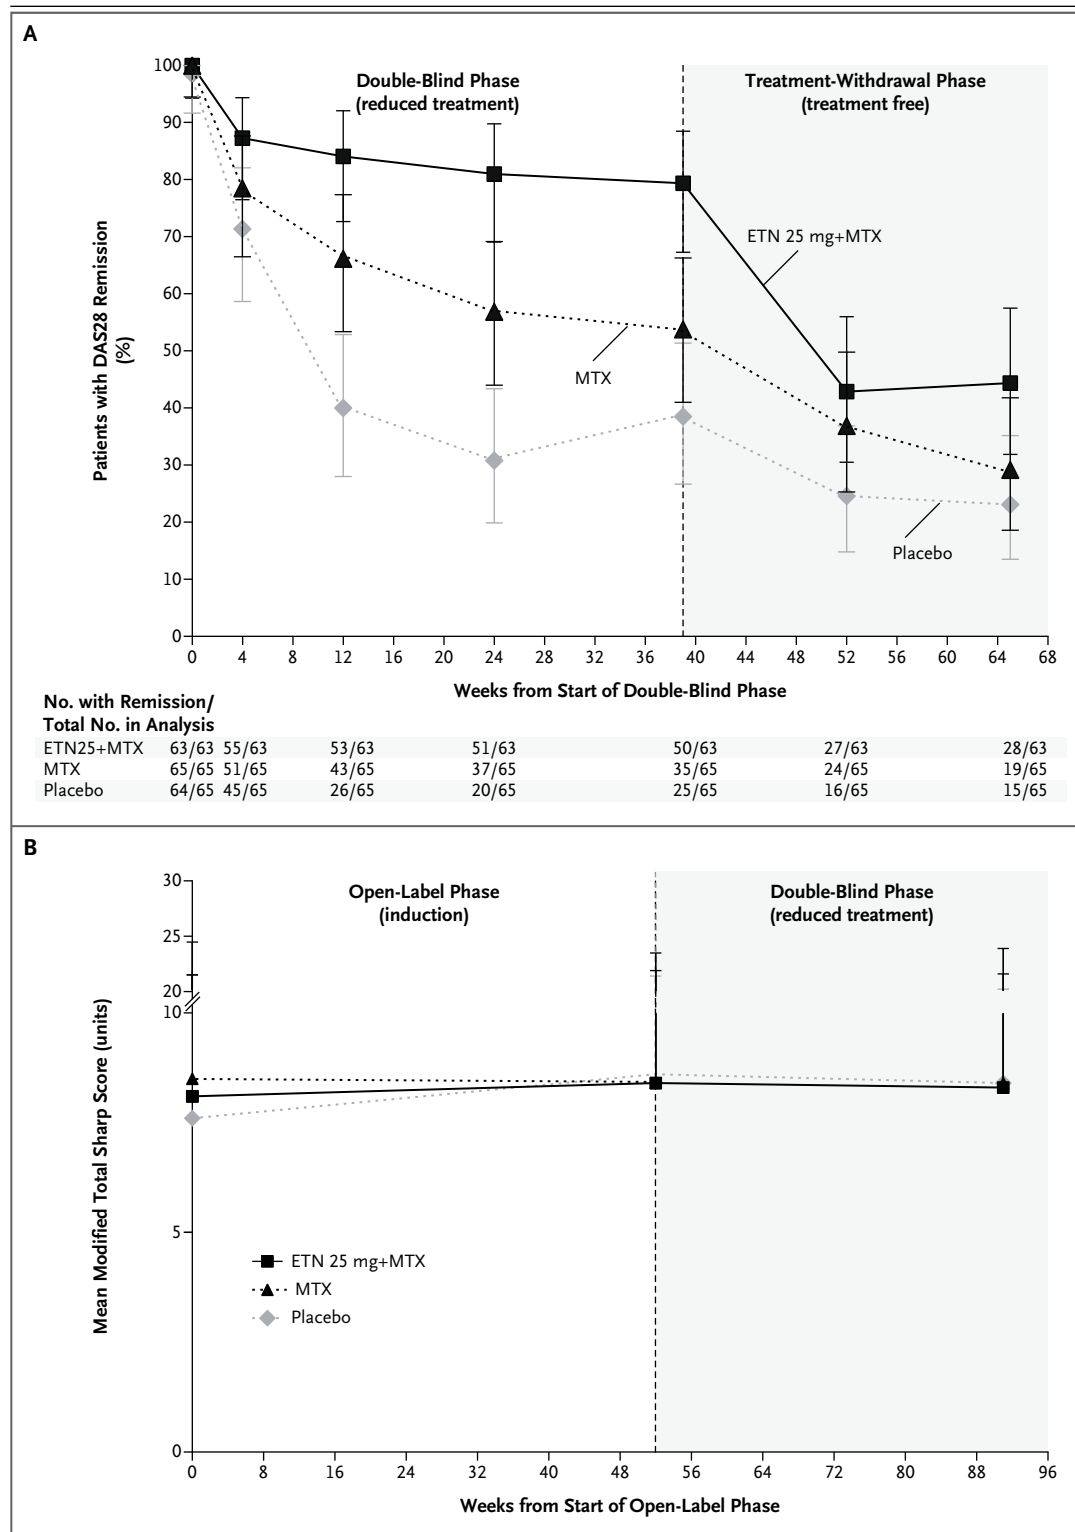 A
Double-Blind Phase
(reduced treatment)
Treatment-Withdrawal Phase
(treatment free)
Patients with DAS28 Remission
(%)
100
90
80
70
60
50
40
30
20
10
0
ETN 25 mg+MTX
MTX
Placebo
0 4 8 12 16 20 24 28 32 36 40 44 48 52 56 60 64 68
Weeks from Start of Double-Blind Phase
No. with Remission/
Total No. in Analysis
ETN25+MTX 63/63 55/63 53/63 51/63 50/63 27/63 28/63
MTX 65/65 51/65 43/65 37/65 35/65 24/65 19/65
Placebo 64/65 45/65 26/65 20/65 25/65 16/65 15/65
B
Open-Label Phase
(induction)
Double-Blind Phase
(reduced treatment)
Mean Modified Total Sharp Score (units)
30
25
20
10
5
0
ETN 25 mg+MTX
MTX
Placebo
0 8 16 24 32 40 48 56 64 72 80 88 96
Weeks from Start of Open-Label Phase